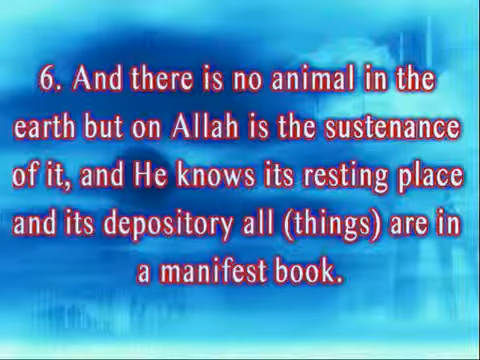 6. And there is no animal in the
earth but on Allah is the sustenance
of it, and He knows its resting place
and its depository all (things) are in
a manifest book.